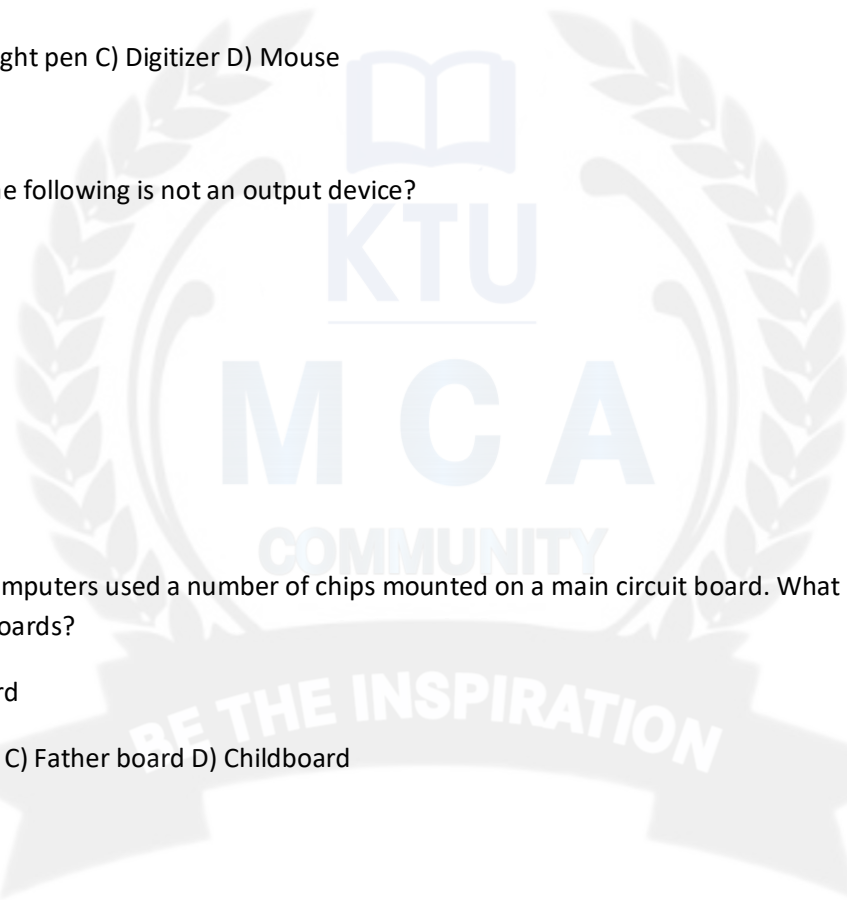 ght pen C) Digitizer D) Mouse
e following is not an output device?
KTU
MCA
COMMUNITY
mputers used a number of chips mounted on a main circuit board. What
oards?
rd
C) Father board D) Childboard
BE THE INSPIRATION